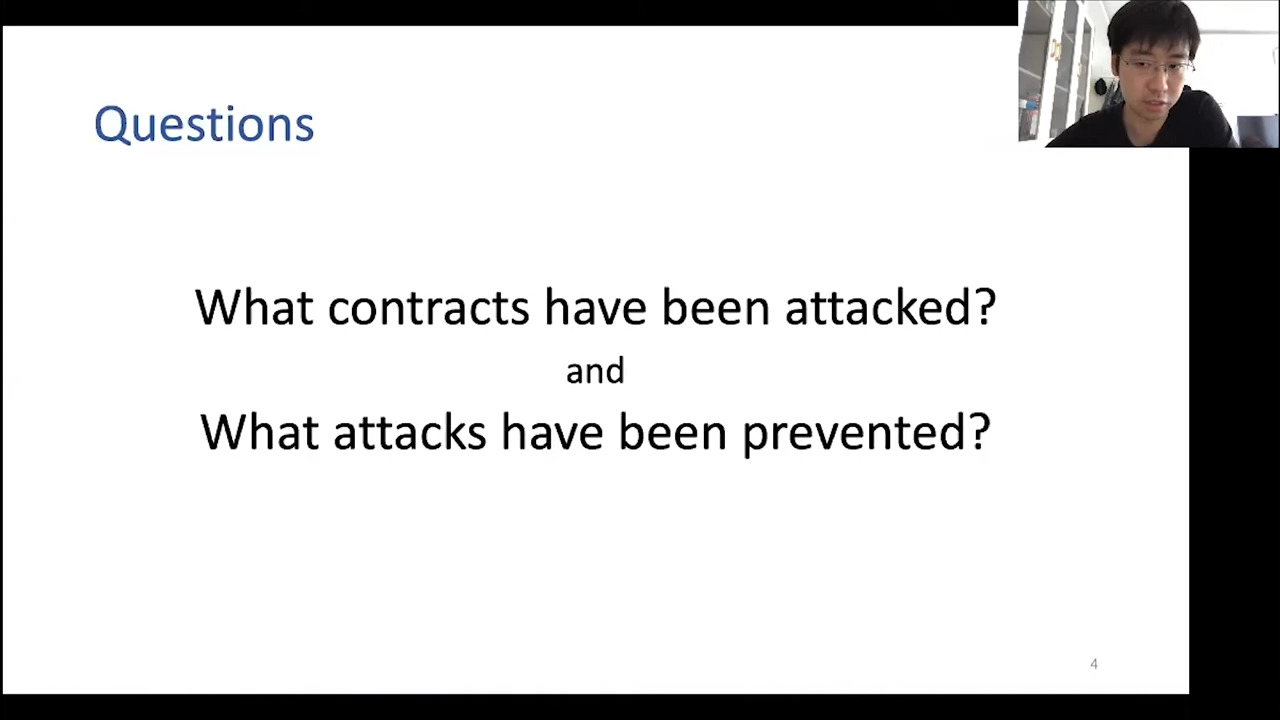 Questions
What contracts have been attacked?
and
What attacks have been prevented?
4